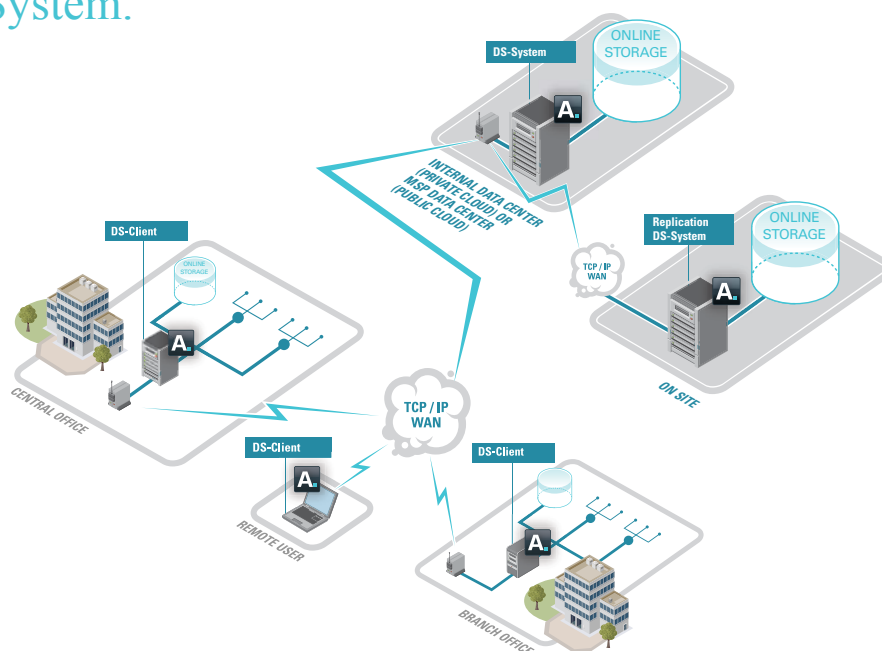 System.
DS-System
ONLINE
STORAGE
A.
INTERNAL DATA CENTER
(PRIVATE CLOUD) OR
MSP DATA CENTER
(PUBLIC CLOUD)
Replication
DS-System
ONLINE
STORAGE
A.
TCP / IP
WAN
ON SITE
DS-Client
ONLINE
STORAGE
A.
CENTRAL OFFICE
TCP / IP
WAN
DS-Client
A.
REMOTE USER
DS-Client
A.
BRANCH OFFICE